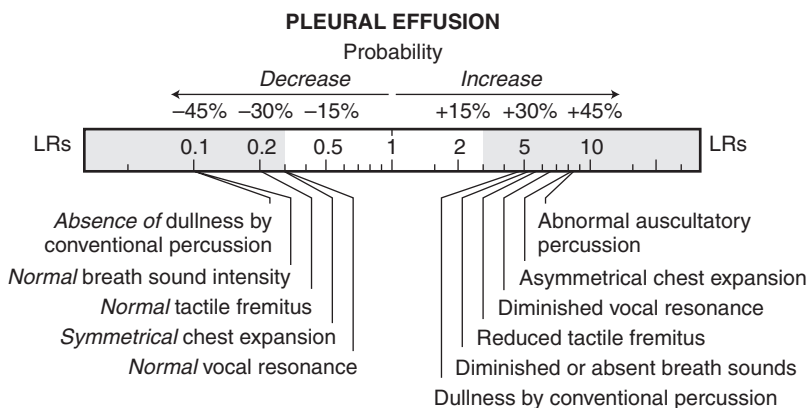 PLEURAL EFFUSION
Probability
Decrease Increase
–45% –30% –15% +15% +30% +45%
LRs 0.1 0.2 0.5 1 2 5 10 LRs
Absence of dullness by
conventional percussion
Normal breath sound intensity
Normal tactile fremitus
Symmetrical chest expansion
Normal vocal resonance
Abnormal auscultatory
percussion
Asymmetrical chest expansion
Diminished vocal resonance
Reduced tactile fremitus
Diminished or absent breath sounds
Dullness by conventional percussion